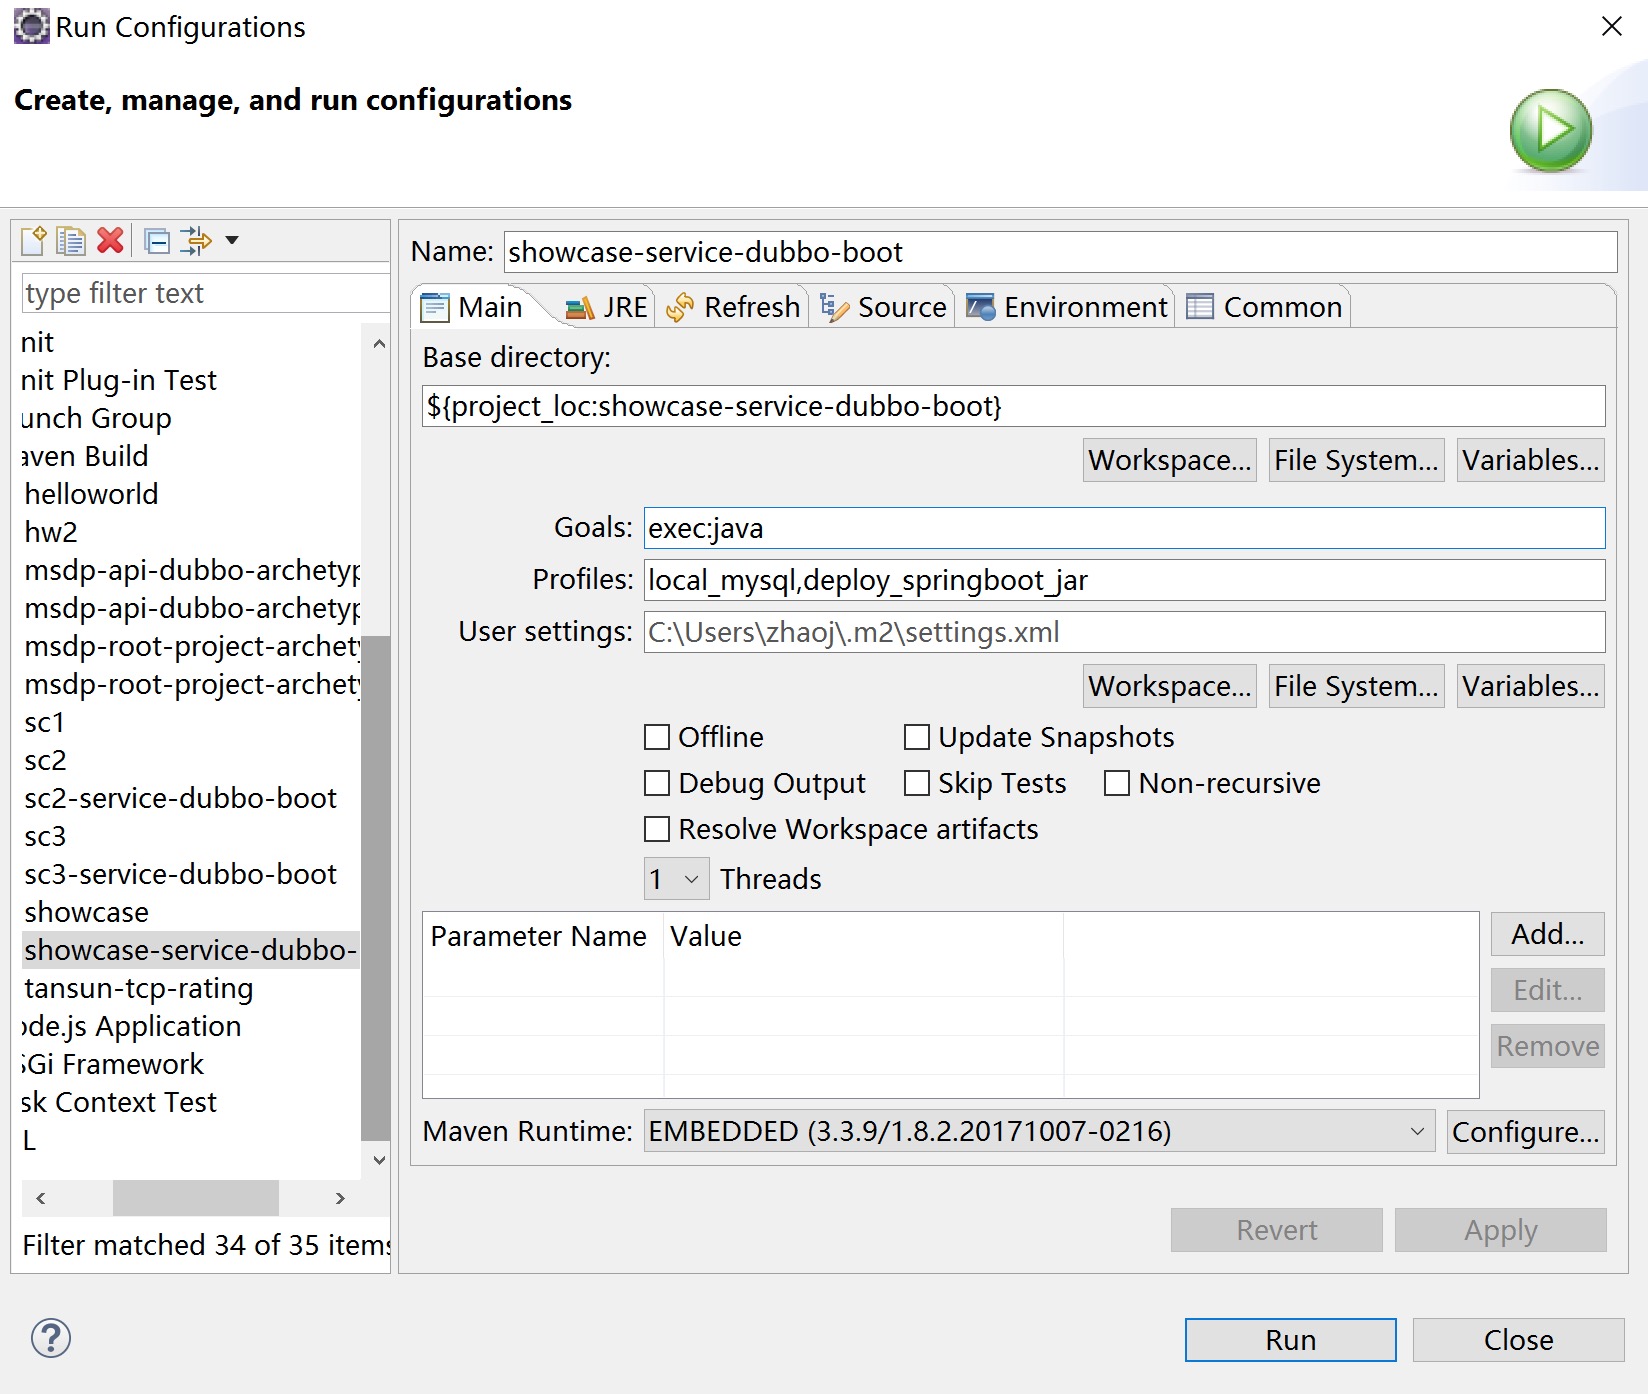 Run Configurations
Create, manage, and run configurations
type filter text
nit
nit Plug-in Test
unch Group
aven Build
helloworld
hw2
msdp-api-dubbo-archetyp
msdp-api-dubbo-archetyp
msdp-root-project-archety
msdp-root-project-archety
sc1
sc2
sc2-service-dubbo-boot
sc3
sc3-service-dubbo-boot
showcase
showcase-service-dubbo-
tansun-tcp-rating
ode.js Application
SGi Framework
sk Context Test
L
Filter matched 34 of 35 items
Name: showcase-service-dubbo-boot
Main JRE Refresh Source Environment Common
Base directory:
${project_loc:showcase-service-dubbo-boot}
Workspace... File System... Variables...
Goals: exec:java
Profiles: local_mysql,deploy_springboot_jar
User settings: C:\Users\zhaoj\.m2\settings.xml
Workspace... File System... Variables...
Offline Update Snapshots
Debug Output Skip Tests Non-recursive
Resolve Workspace artifacts
1 Threads
Parameter Name Value
Add...
Edit...
Remove
Maven Runtime: EMBEDDED (3.3.9/1.8.2.20171007-0216) Configure...
Revert Apply
? Run Close